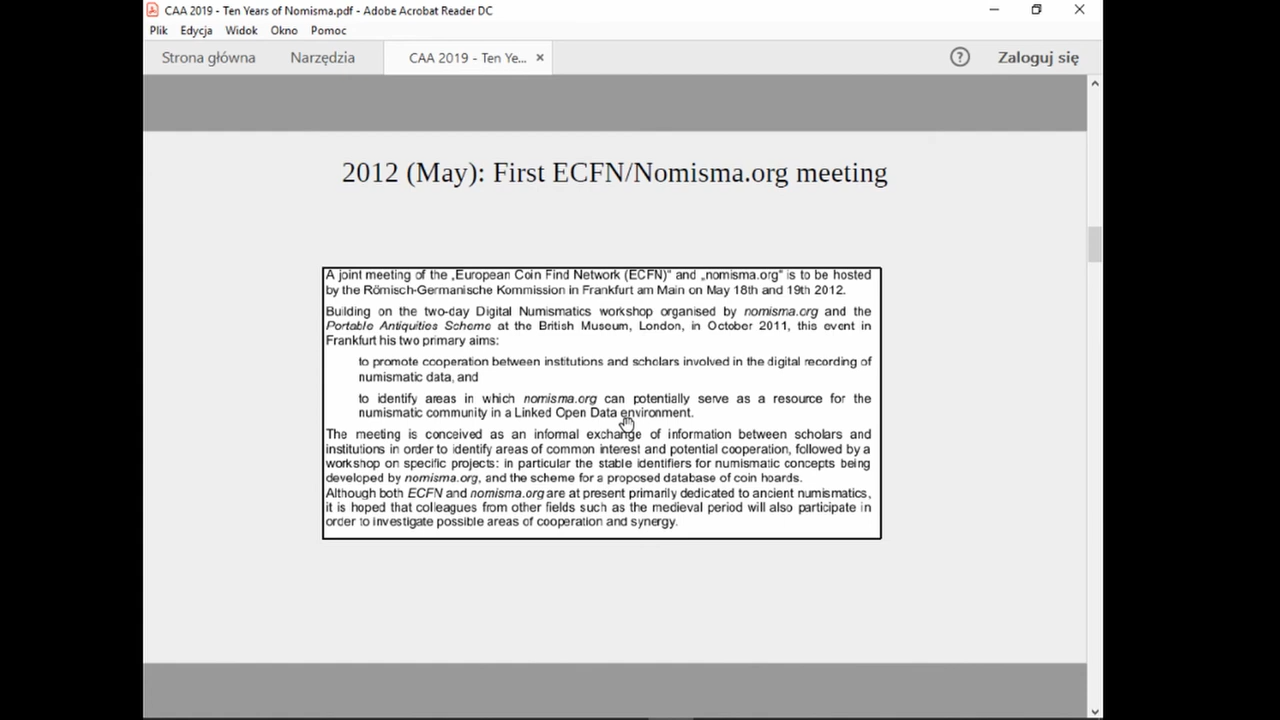 CAA 2019 - Ten Years of Nomisma.pdf - Adobe Acrobat Reader DC
Plik Edycja Widok Okno Pomoc
Strona główna Narzędzia CAA 2019 - Ten Ye... × ? Zaloguj się
2012 (May): First ECFN/Nomisma.org meeting
A joint meeting of the „European Coin Find Network (ECFN)" and „nomisma.org" is to be hosted
by the Römisch-Germanische Kommission in Frankfurt am Main on May 18th and 19th 2012.
Building on the two-day Digital Numismatics workshop organised by nomisma.org and the
Portable Antiquities Scheme at the British Museum, London, in October 2011, this event in
Frankfurt his two primary aims:
to promote cooperation between institutions and scholars involved in the digital recording of
numismatic data, and
to identify areas in which nomisma.org can potentially serve as a resource for the
numismatic community in a Linked Open Data environment.
The meeting is conceived as an informal exchange of information between scholars and
institutions in order to identify areas of common interest and potential cooperation, followed by a
workshop on specific projects: in particular the stable identifiers for numismatic concepts being
developed by nomisma.org, and the scheme for a proposed database of coin hoards.
Although both ECFN and nomisma.org are at present primarily dedicated to ancient numismatics,
it is hoped that colleagues from other fields such as the medieval period will also participate in
order to investigate possible areas of cooperation and synergy.